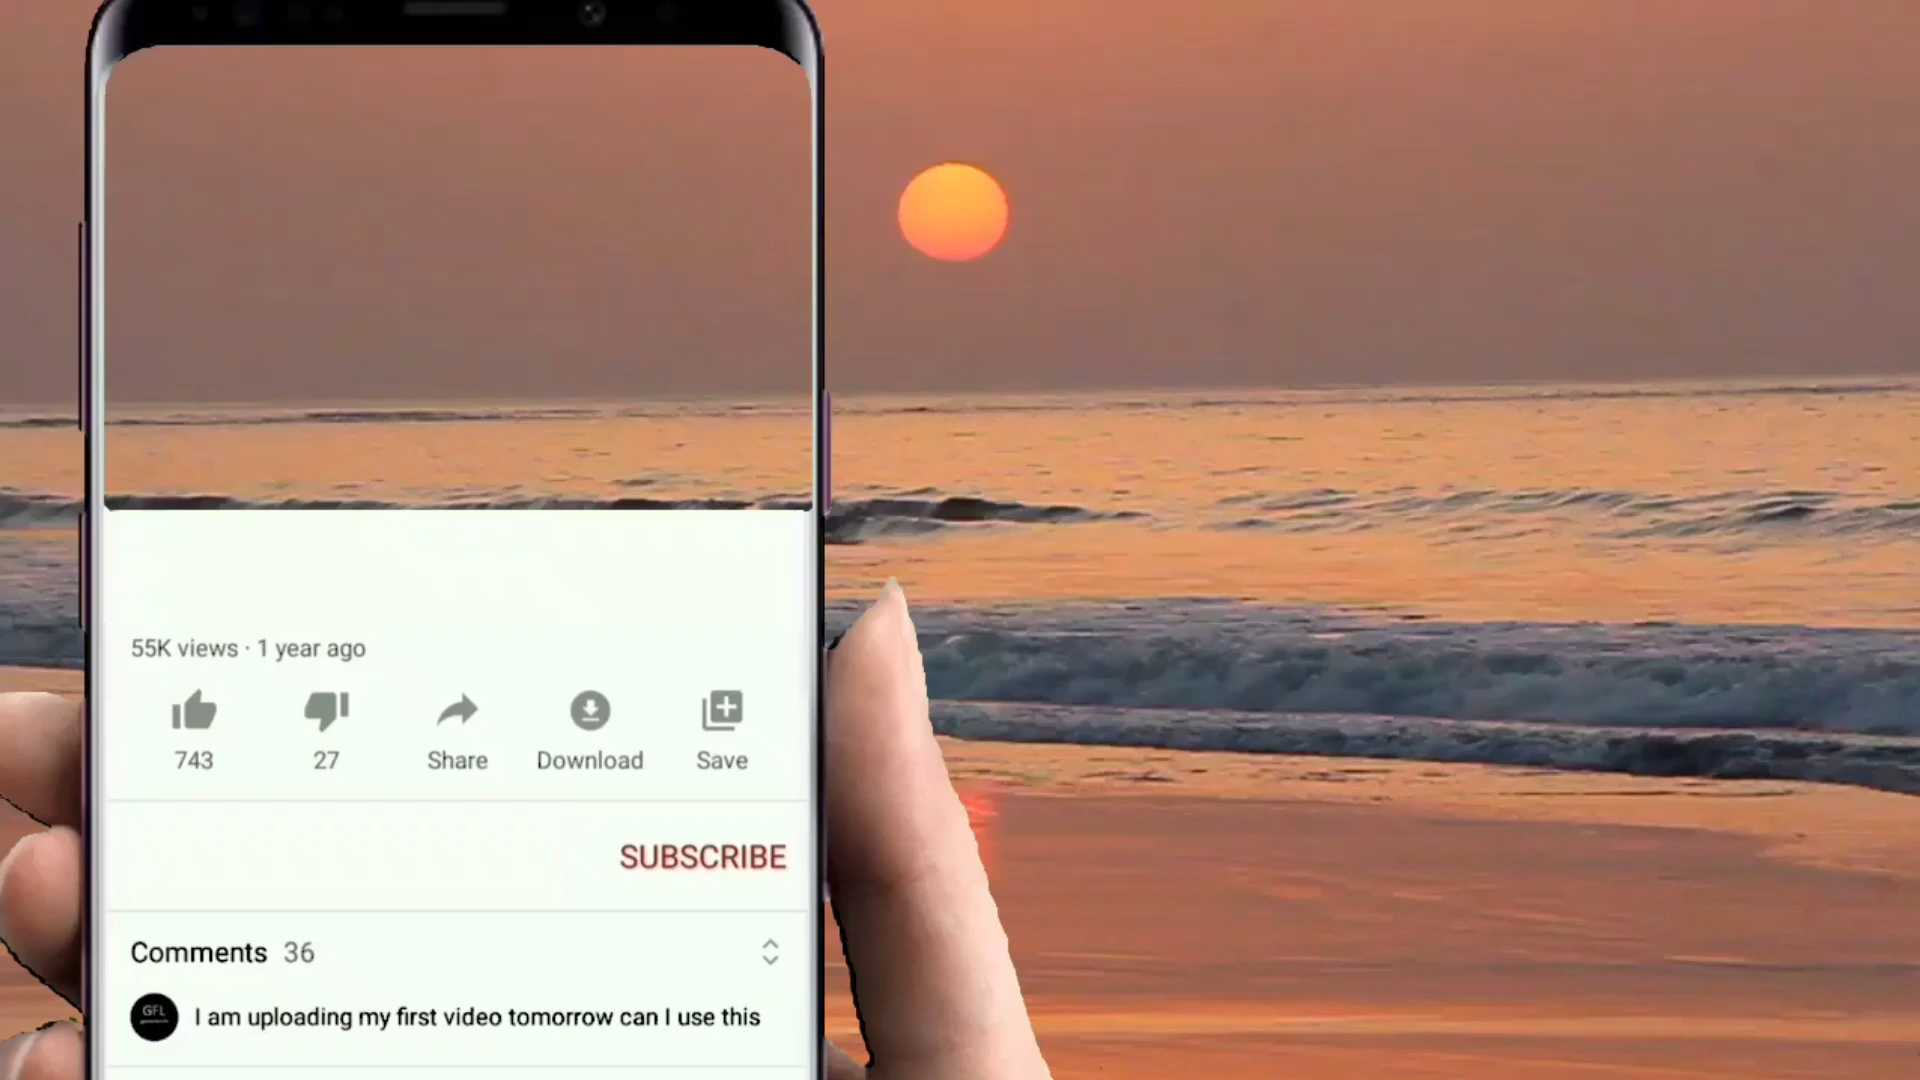 55K views · 1 year ago
743
27
Share
Download
Save
SUBSCRIBE
Comments 36
GFL
I am uploading my first video tomorrow can I use this